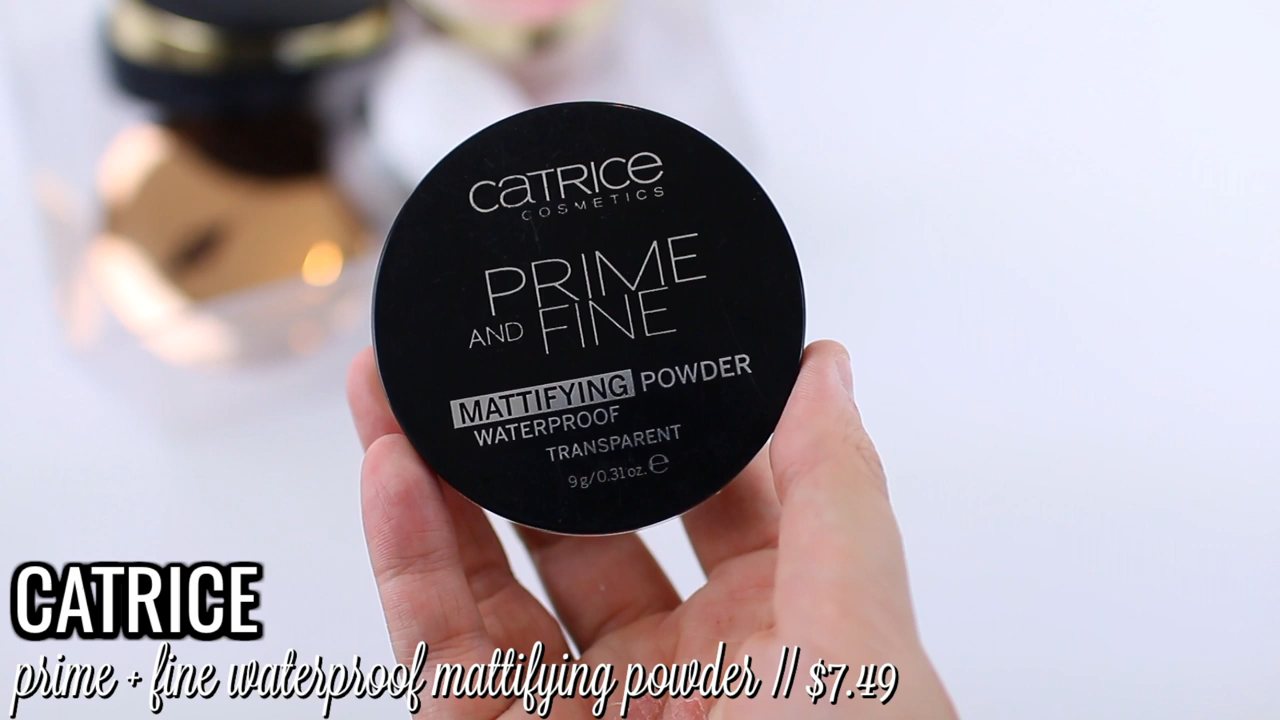 CATRICE
COSMETICS
PRIME
AND FINE
MATTIFYING POWDER
WATERPROOF
TRANSPARENT
9g/0.31oz. e
CATRICE
prime + fine waterproof mattifying powder // $7.49